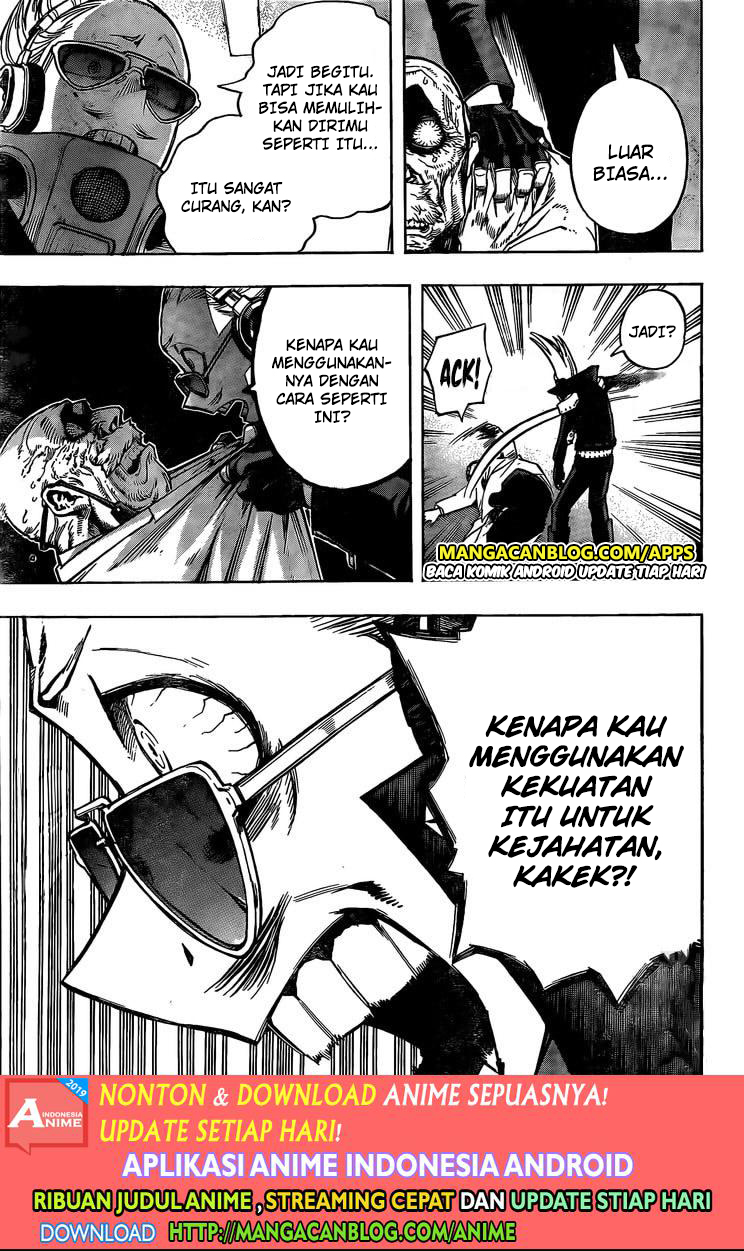 LUAR
BIASA...
JADI BEGITU.
TAPI JIKA KAU
BISA MEMULIH-
KAN DIRIMU
SEPERTI ITU...
ITU SANGAT
CURANG, KAN?
JADI?
ACK!
MANGACANBLOG.COM/APPS
BACA KOMIK ANDROID UPDATE TIAP HARI
KENAPA KAU
MENGGUNAKAN-
NYA DENGAN
CARA SEPERTI
INI?
KENAPA KAU
MENGGUNAKAN
KEKUATAN
ITU UNTUK
KEJAHATAN,
KAKEK?!
2019
INDONESIA
ANIME
NONTON & DOWNLOAD ANIME SEPUASNYA!
UPDATE SETIAP HARI!
APLIKASI ANIME INDONESIA ANDROID
RIBUAN JUDUL ANIME , STREAMING CEPAT DAN UPDATE STIAP HARI
DOWNLOAD HTTP://MANGACANBLOG.COM/ANIME